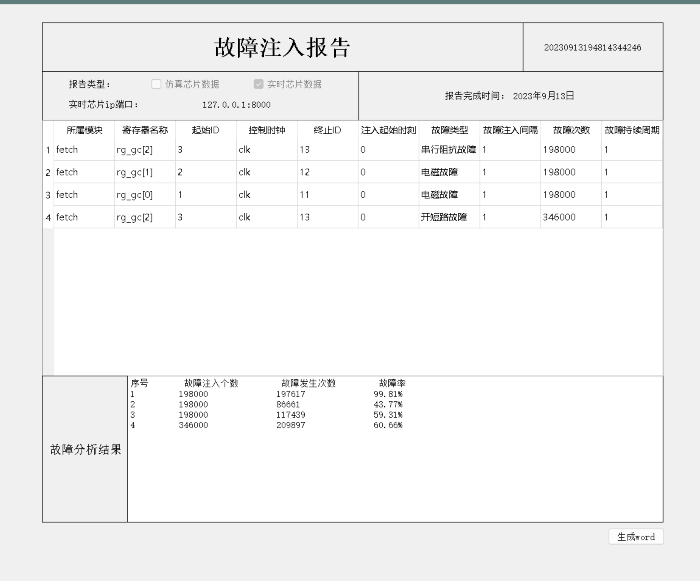 故障注入报告
20230913194814344246
报告类型: 仿真芯片数据 实时芯片数据
实时芯片ip端口: 127.0.0.1:8000
报告完成时间: 2023年9月13日
所属模块 寄存器名称 起始ID 控制时钟 终止ID 注入起始时刻 故障类型 故障注入间隔 故障次数 故障持续周期
1 fetch rg_gc[2] 3 clk 13 0 串行阻抗故障 1 198000 1
2 fetch rg_gc[1] 2 clk 12 0 电磁故障 1 198000 1
3 fetch rg_gc[0] 1 clk 11 0 电磁故障 1 198000 1
4 fetch rg_gc[2] 3 clk 13 0 开短路故障 1 346000 1
故障分析结果
序号 故障注入个数 故障发生次数 故障率
1 198000 197617 99.81%
2 198000 86661 43.77%
3 198000 117439 59.31%
4 346000 209897 60.66%
生成word